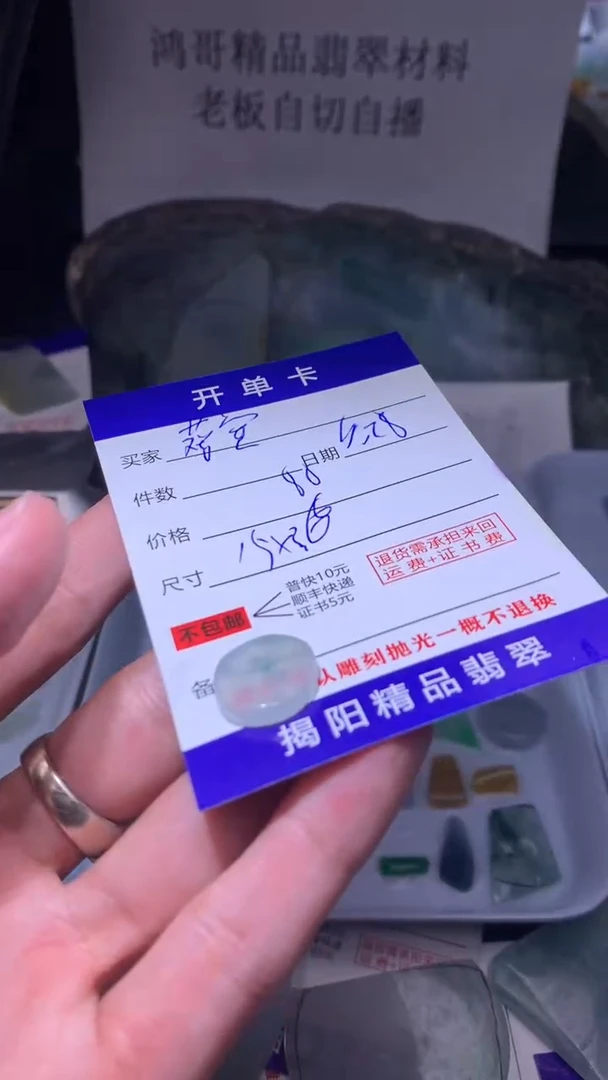 鸿哥精品翡翠材料
老板自切自播
开单卡
买家
日期
件数 88
价格
尺寸
普快10元
顺丰快递
证书5元
不包邮
退货需承担来回
运费+证书费
备
认雕刻抛光一概不退换
揭阳精品翡翠